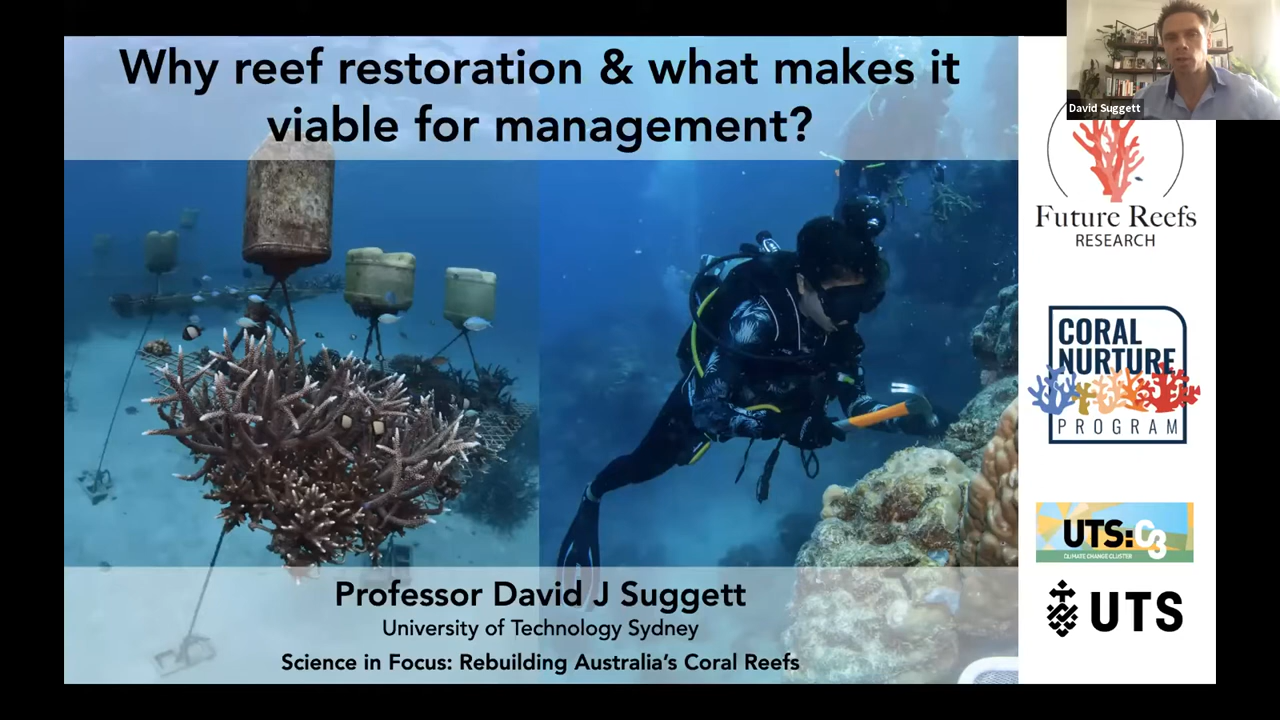 Why reef restoration & what makes it
viable for management?
David Suggett
Future Reefs
RESEARCH
CORAL
NURTURE
PROGRAM
UTS:C3
CLIMATE CHANGE CLUSTER
UTS
Professor David J Suggett
University of Technology Sydney
Science in Focus: Rebuilding Australia's Coral Reefs